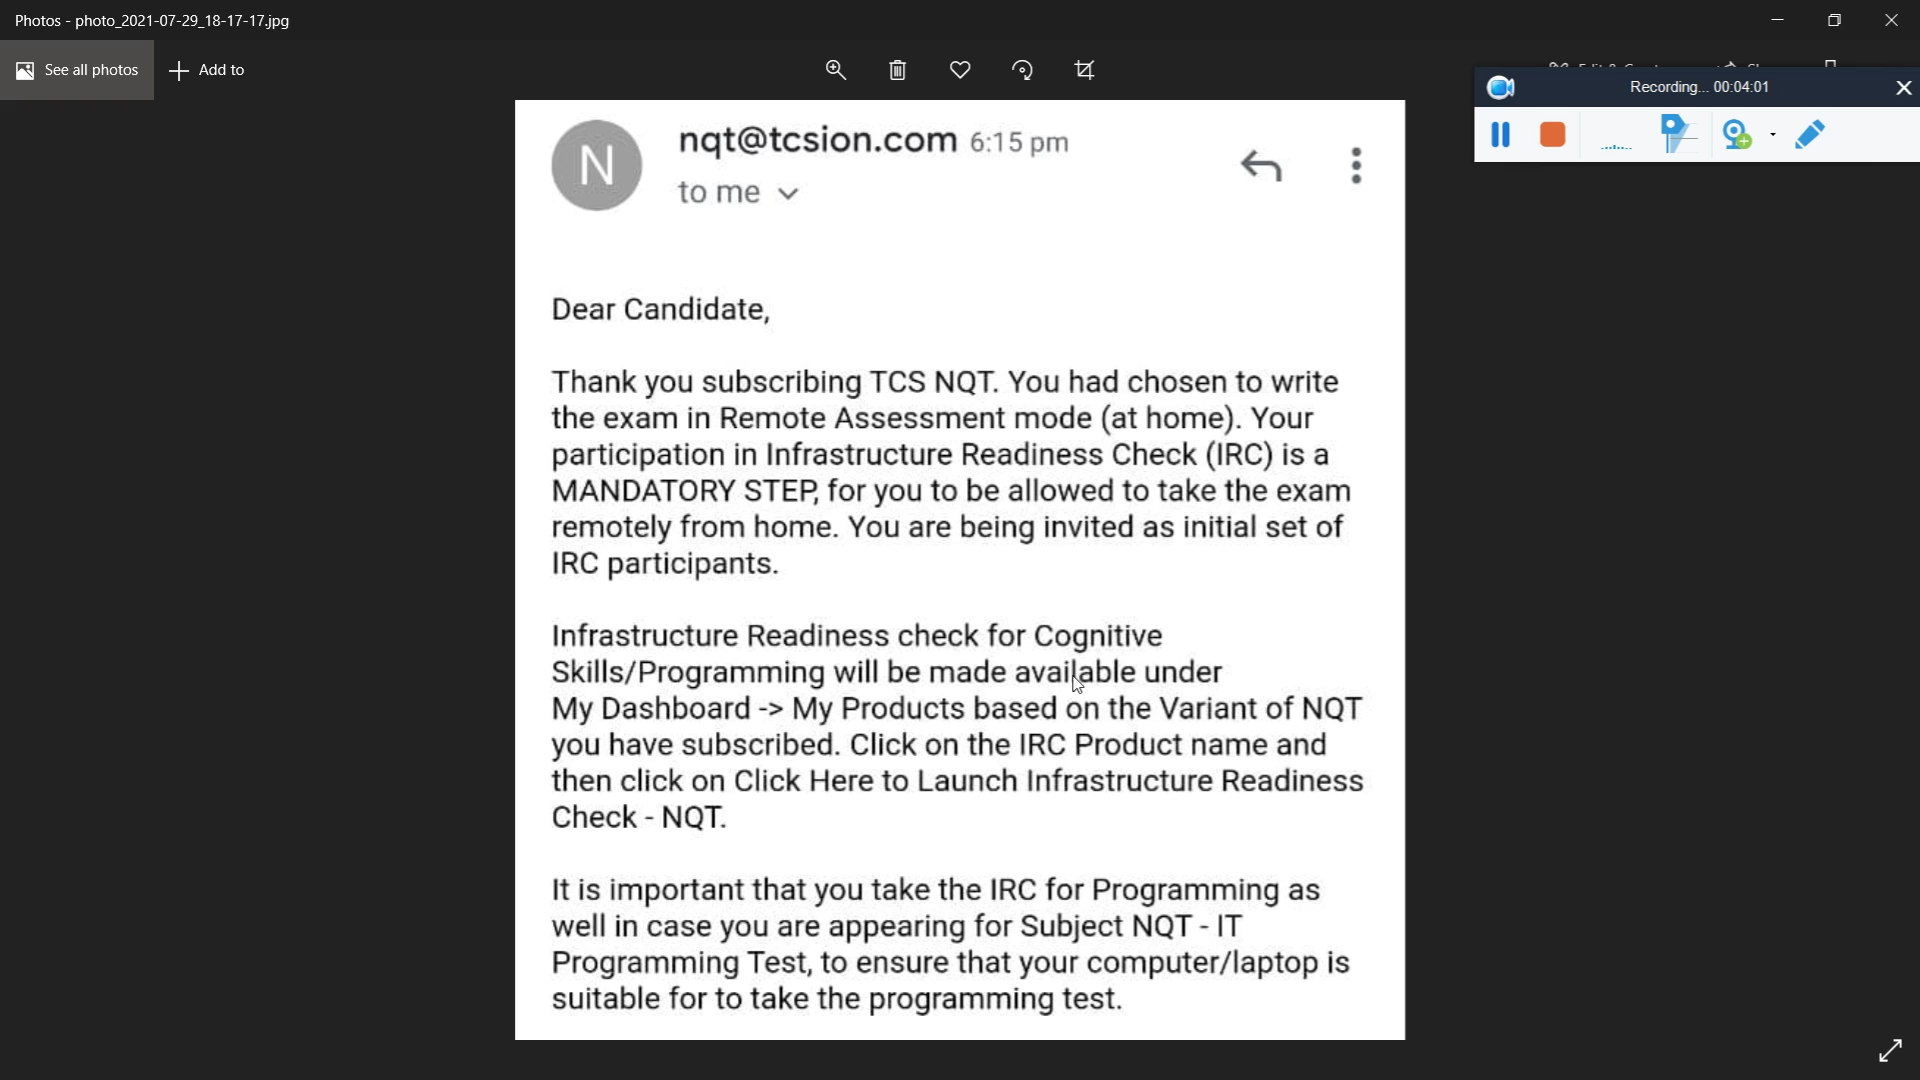 Photos - photo_2021-07-29_18-17-17.jpg
See all photos
Add to
Recording... 00:04:01
N
nqt@tcsion.com 6:15 pm
to me
Dear Candidate,
Thank you subscribing TCS NQT. You had chosen to write
the exam in Remote Assessment mode (at home). Your
participation in Infrastructure Readiness Check (IRC) is a
MANDATORY STEP, for you to be allowed to take the exam
remotely from home. You are being invited as initial set of
IRC participants.
Infrastructure Readiness check for Cognitive
Skills/Programming will be made available under
My Dashboard -> My Products based on the Variant of NQT
you have subscribed. Click on the IRC Product name and
then click on Click Here to Launch Infrastructure Readiness
Check - NQT.
It is important that you take the IRC for Programming as
well in case you are appearing for Subject NQT - IT
Programming Test, to ensure that your computer/laptop is
suitable for to take the programming test.